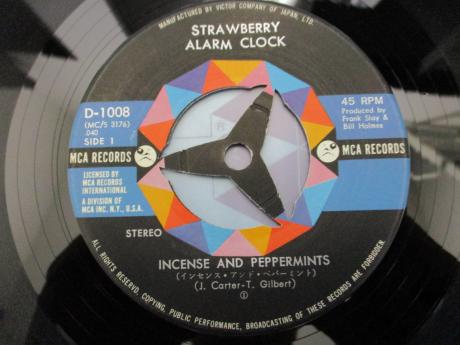 MANUFACTURED BY VICTOR COMPANY OF JAPAN, LTD.
STRAWBERRY
ALARM CLOCK
D-1008
(MC/S 3176)
.040
SIDE 1
45 RPM
Produced by
Frank Slay &
Bill Holmes
MCA RECORDS
MCA RECORDS
LICENSED BY
MCA RECORDS
INTERNATIONAL
A DIVISION OF
MCA INC. N.Y., U.S.A.
STEREO
INCENSE AND PEPPERMINTS
(インセンス・アンド・ペパーミント)
(J. Carter-T. Gilbert)
①
ALL RIGHTS RESERVED. COPYING, PUBLIC PERFORMANCE, BROADCASTING OF THESE RECORDS ARE FORBIDDEN.